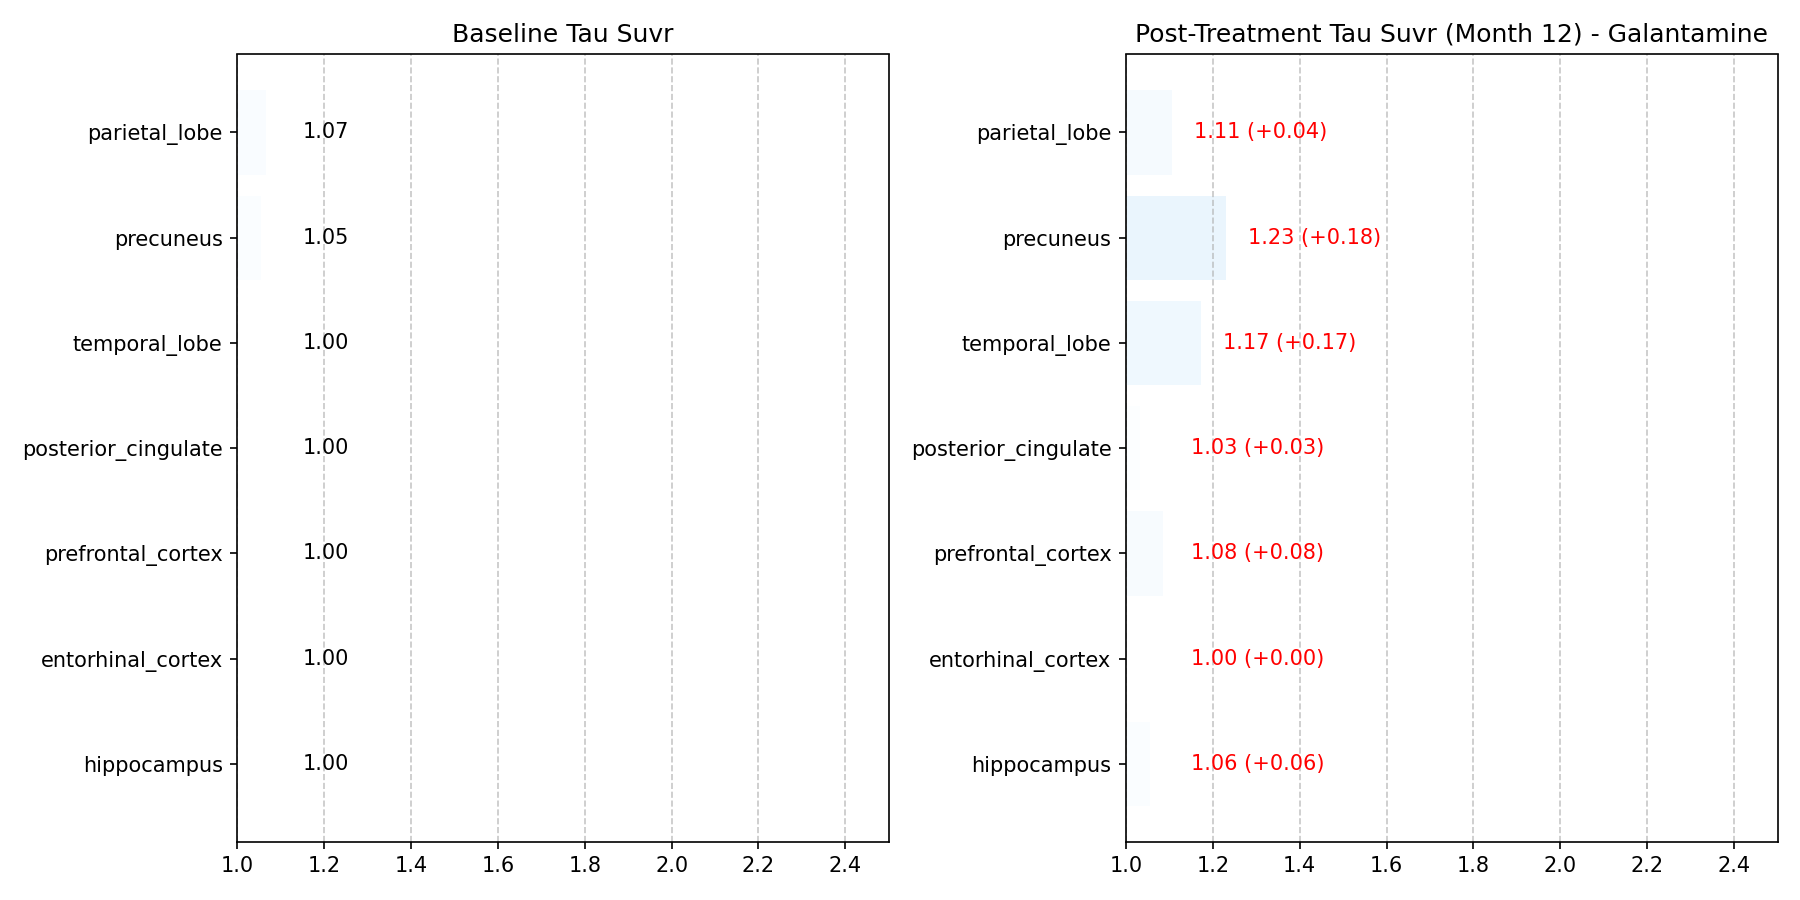 Baseline Tau Suvr
parietal_lobe 1.07
precuneus 1.05
temporal_lobe 1.00
posterior_cingulate 1.00
prefrontal_cortex 1.00
entorhinal_cortex 1.00
hippocampus 1.00
1.0 1.2 1.4 1.6 1.8 2.0 2.2 2.4
Post-Treatment Tau Suvr (Month 12) - Galantamine
parietal_lobe 1.11 (+0.04)
precuneus 1.23 (+0.18)
temporal_lobe 1.17 (+0.17)
posterior_cingulate 1.03 (+0.03)
prefrontal_cortex 1.08 (+0.08)
entorhinal_cortex 1.00 (+0.00)
hippocampus 1.06 (+0.06)
1.0 1.2 1.4 1.6 1.8 2.0 2.2 2.4